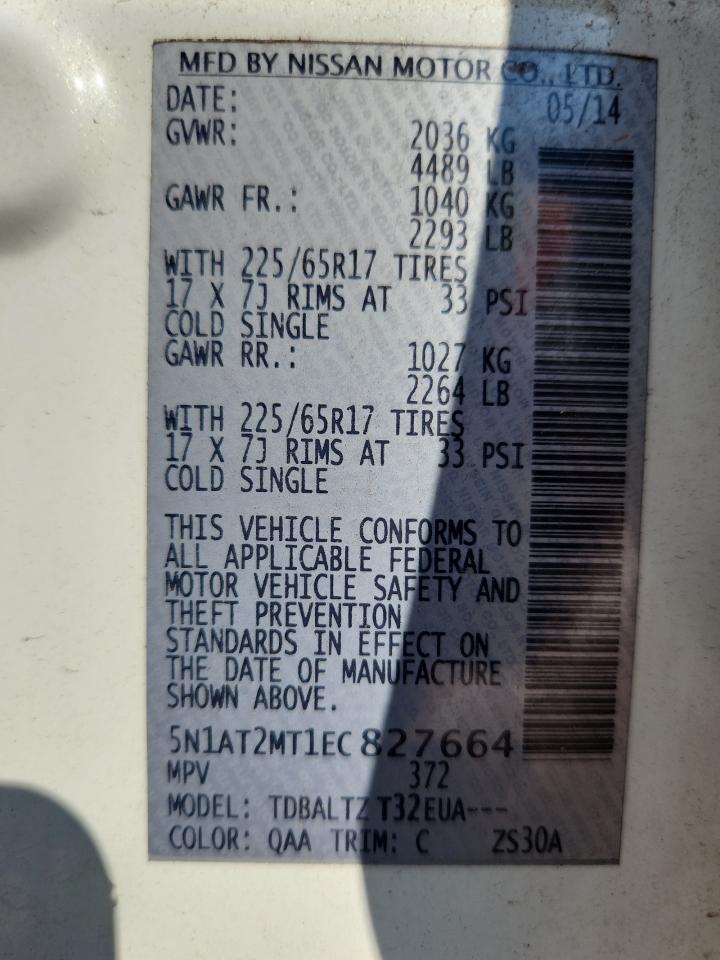 MFD BY NISSAN MOTOR CO., LTD.
DATE: 05/14
GVWR: 2036 KG
4489 LB
GAWR FR.: 1040 KG
2293 LB
WITH 225/65R17 TIRES
17 X 7J RIMS AT 33 PSI
COLD SINGLE
GAWR RR.: 1027 KG
2264 LB
WITH 225/65R17 TIRES
17 X 7J RIMS AT 33 PSI
COLD SINGLE
THIS VEHICLE CONFORMS TO
ALL APPLICABLE FEDERAL
MOTOR VEHICLE SAFETY AND
THEFT PREVENTION
STANDARDS IN EFFECT ON
THE DATE OF MANUFACTURE
SHOWN ABOVE.
5N1AT2MT1EC827664
MPV 372
MODEL: TDBALTZ T32EUA---
COLOR: QAA TRIM: C ZS30A